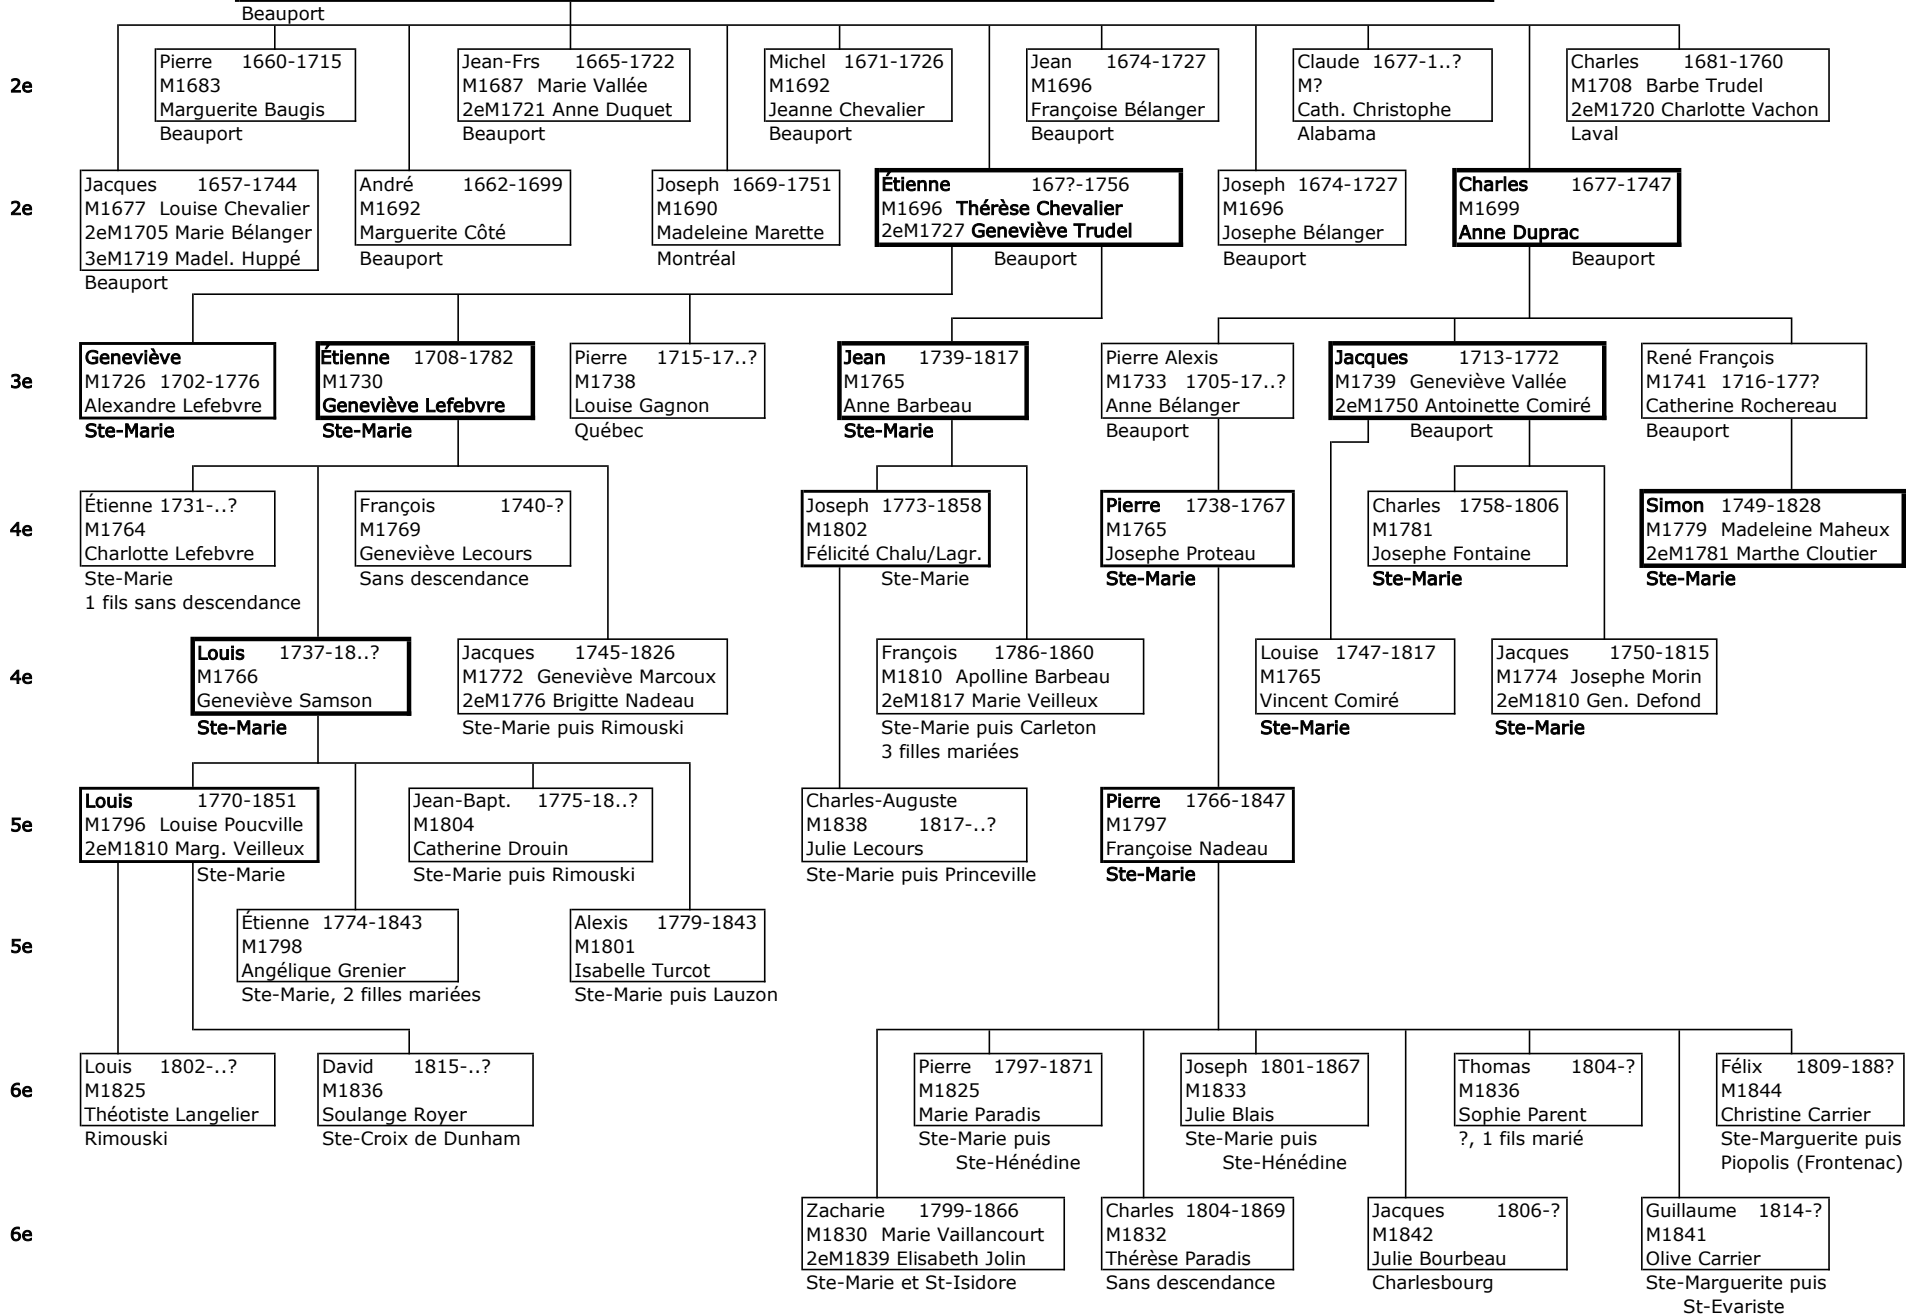 Beauport
2e
Pierre 1660-1715
M1683
Marguerite Baugis
Beauport
Jean-Frs 1665-1722
M1687 Marie Vallée
2eM1721 Anne Duquet
Beauport
Michel 1671-1726
M1692
Jeanne Chevalier
Beauport
Jean 1674-1727
M1696
Françoise Bélanger
Beauport
Claude 1677-1..?
M?
Cath. Christophe
Alabama
Charles 1681-1760
M1708 Barbe Trudel
2eM1720 Charlotte Vachon
Laval
2e
Jacques 1657-1744
M1677 Louise Chevalier
2eM1705 Marie Bélanger
3eM1719 Madel. Huppé
Beauport
André 1662-1699
M1692
Marguerite Côté
Beauport
Joseph 1669-1751
M1690
Madeleine Marette
Montréal
Étienne 167?-1756
M1696 Thérèse Chevalier
2eM1727 Geneviève Trudel
Beauport
Joseph 1674-1727
M1696
Josephe Bélanger
Beauport
Charles 1677-1747
M1699
Anne Duprac
Beauport
3e
Geneviève
M1726 1702-1776
Alexandre Lefebvre
Ste-Marie
Étienne 1708-1782
M1730
Geneviève Lefebvre
Ste-Marie
Pierre 1715-17..?
M1738
Louise Gagnon
Québec
Jean 1739-1817
M1765
Anne Barbeau
Ste-Marie
Pierre Alexis
M1733 1705-17..?
Anne Bélanger
Beauport
Jacques 1713-1772
M1739 Geneviève Vallée
2eM1750 Antoinette Comiré
Beauport
René François
M1741 1716-177?
Catherine Rochereau
Beauport
4e
Étienne 1731-..?
M1764
Charlotte Lefebvre
Ste-Marie
1 fils sans descendance
François 1740-?
M1769
Geneviève Lecours
Sans descendance
Joseph 1773-1858
M1802
Félicité Chalu/Lagr.
Ste-Marie
Pierre 1738-1767
M1765
Josephe Proteau
Ste-Marie
Charles 1758-1806
M1781
Josephe Fontaine
Ste-Marie
Simon 1749-1828
M1779 Madeleine Maheux
2eM1781 Marthe Cloutier
Ste-Marie
4e
Louis 1737-18..?
M1766
Geneviève Samson
Ste-Marie
Jacques 1745-1826
M1772 Geneviève Marcoux
2eM1776 Brigitte Nadeau
Ste-Marie puis Rimouski
François 1786-1860
M1810 Apolline Barbeau
2eM1817 Marie Veilleux
Ste-Marie puis Carleton
3 filles mariées
Louise 1747-1817
M1765
Vincent Comiré
Ste-Marie
Jacques 1750-1815
M1774 Josephe Morin
2eM1810 Gen. Defond
Ste-Marie
5e
Louis 1770-1851
M1796 Louise Poucville
2eM1810 Marg. Veilleux
Ste-Marie
Jean-Bapt. 1775-18..?
M1804
Catherine Drouin
Ste-Marie puis Rimouski
Charles-Auguste
M1838 1817-..?
Julie Lecours
Ste-Marie puis Princeville
Pierre 1766-1847
M1797
Françoise Nadeau
Ste-Marie
5e
Étienne 1774-1843
M1798
Angélique Grenier
Ste-Marie, 2 filles mariées
Alexis 1779-1843
M1801
Isabelle Turcot
Ste-Marie puis Lauzon
6e
Louis 1802-..?
M1825
Théotiste Langelier
Rimouski
David 1815-..?
M1836
Soulange Royer
Ste-Croix de Dunham
Pierre 1797-1871
M1825
Marie Paradis
Ste-Marie puis
Ste-Hénédine
Joseph 1801-1867
M1833
Julie Blais
Ste-Marie puis
Ste-Hénédine
Thomas 1804-?
M1836
Sophie Parent
?, 1 fils marié
Félix 1809-188?
M1844
Christine Carrier
Ste-Marguerite puis
Piopolis (Frontenac)
6e
Zacharie 1799-1866
M1830 Marie Vaillancourt
2eM1839 Elisabeth Jolin
Ste-Marie et St-Isidore
Charles 1804-1869
M1832
Thérèse Paradis
Sans descendance
Jacques 1806-?
M1842
Julie Bourbeau
Charlesbourg
Guillaume 1814-?
M1841
Olive Carrier
Ste-Marguerite puis
St-Evariste